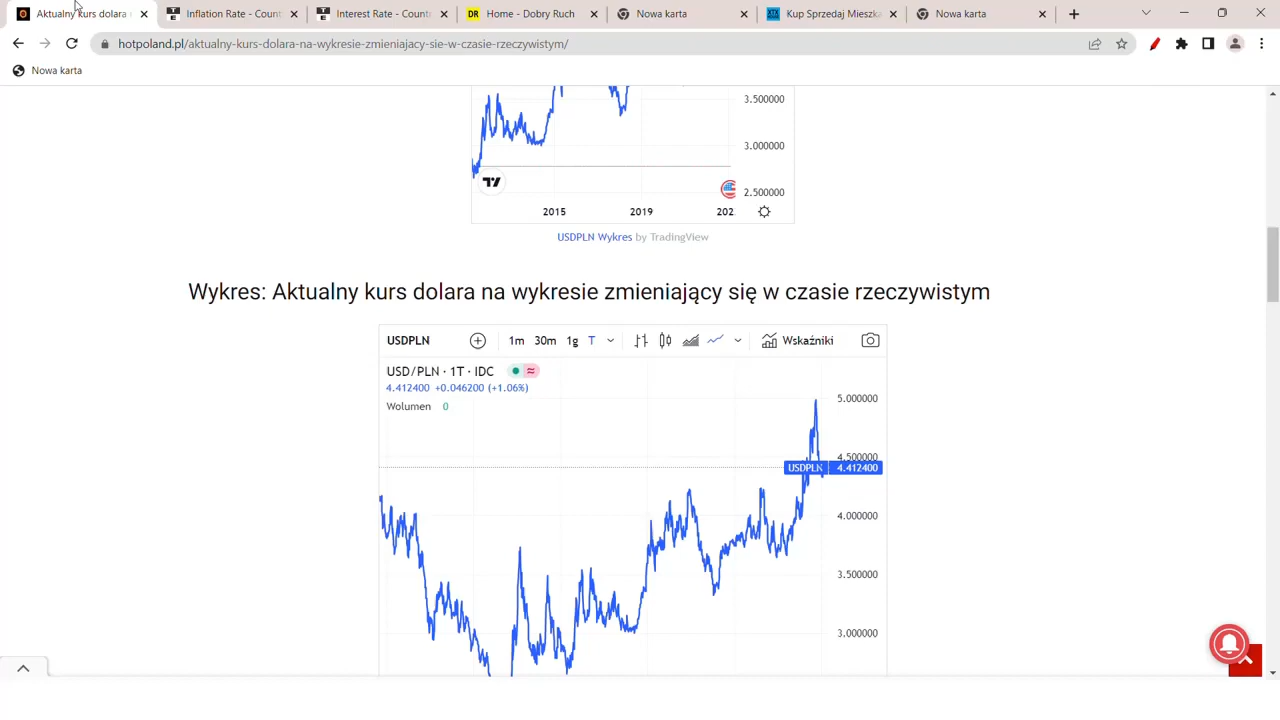 Aktualny kurs dolara
Inflation Rate - Count
Interest Rate - Countr
DR Home - Dobry Ruch
Nowa karta
Kup Sprzedaj Mieszka
Nowa karta
hotpoland.pl/aktualny-kurs-dolara-na-wykresie-zmieniajacy-sie-w-czasie-rzeczywistym/
Nowa karta
3.500000
3.000000
2.500000
2015 2019 202
USDPLN Wykres by TradingView
Wykres: Aktualny kurs dolara na wykresie zmieniający się w czasie rzeczywistym
USDPLN 1m 30m 1g T Wskaźniki
USD/PLN · 1T · IDC
4.412400 +0.046200 (+1.06%)
Wolumen 0
5.000000
4.500000
USDPLN 4.412400
4.000000
3.500000
3.000000